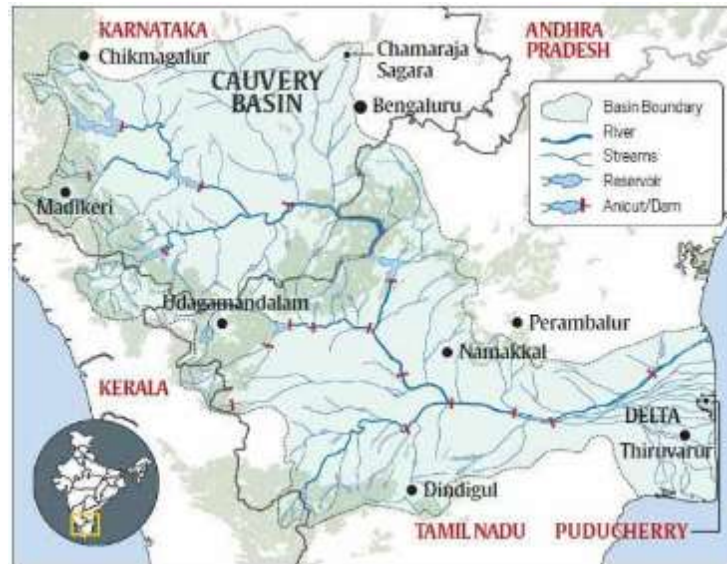 KARNATAKA
Chikmagalur
CAUVERY
BASIN
Chamaraja
Sagara
Bengaluru
ANDHRA
PRADESH
Basin Boundary
River
Streams
Reservoir
Anicut/Dam
Madikeri
Udagamandalam
Perambalur
Namakkal
KERALA
DELTA
Thiruvarur
Dindigul
TAMIL NADU
PUDUCHERRY